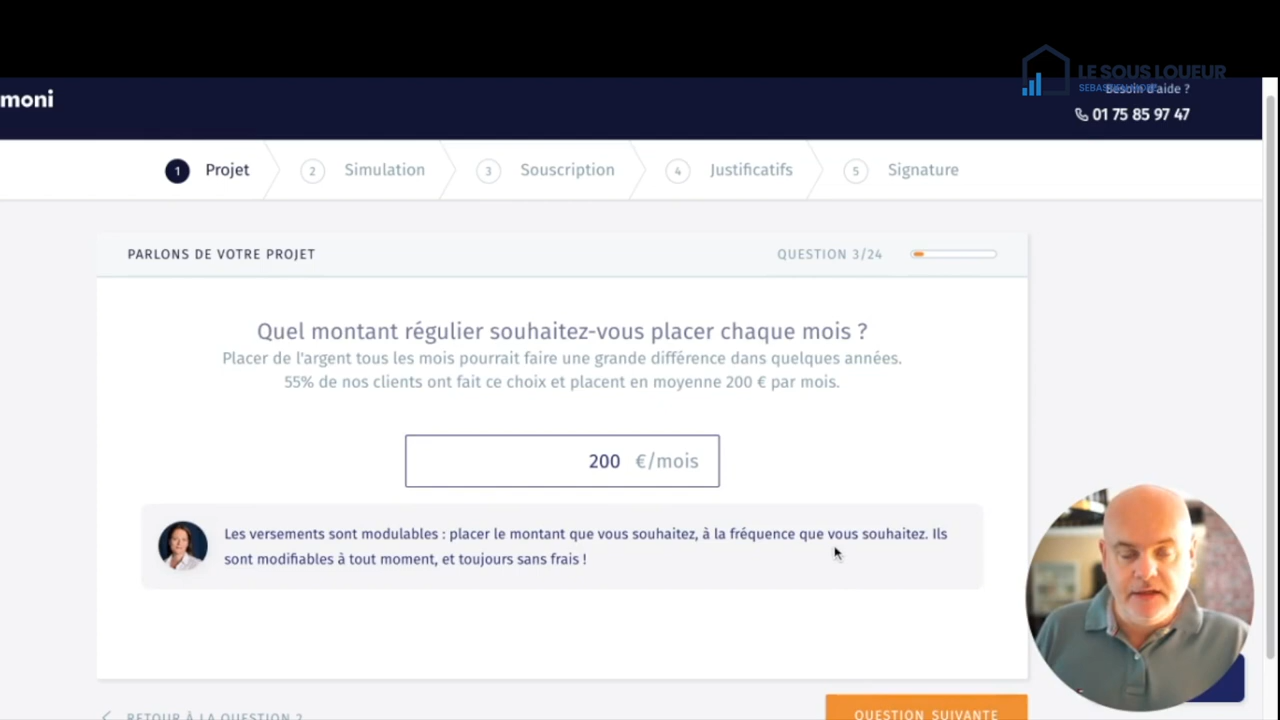 LE SOUS LOUEUR
moni
Besoin d'aide ?
01 75 85 97 47
1 Projet
2 Simulation
3 Souscription
4 Justificatifs
5 Signature
PARLONS DE VOTRE PROJET
QUESTION 3/24
Quel montant régulier souhaitez-vous placer chaque mois ?
Placer de l'argent tous les mois pourrait faire une grande différence dans quelques années.
55% de nos clients ont fait ce choix et placent en moyenne 200 € par mois.
200 €/mois
Les versements sont modulables : placer le montant que vous souhaitez, à la fréquence que vous souhaitez. Ils
sont modifiables à tout moment, et toujours sans frais !
RETOUR À LA QUESTION 2
QUESTION SUIVANTE